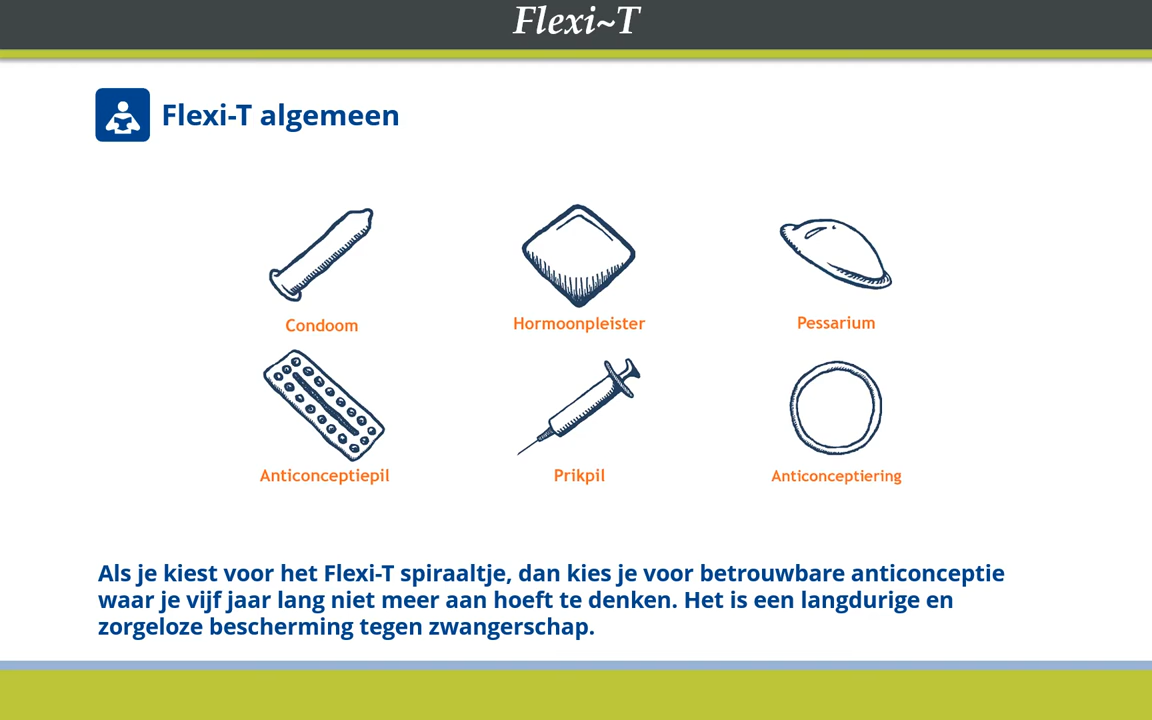 Flexi~T
Flexi-T algemeen
Condoom
Hormoonpleister
Pessarium
Anticonceptiepil
Prikpil
Anticonceptiering
Als je kiest voor het Flexi-T spiraaltje, dan kies je voor betrouwbare anticonceptie
waar je vijf jaar lang niet meer aan hoeft te denken. Het is een langdurige en
zorgeloze bescherming tegen zwangerschap.